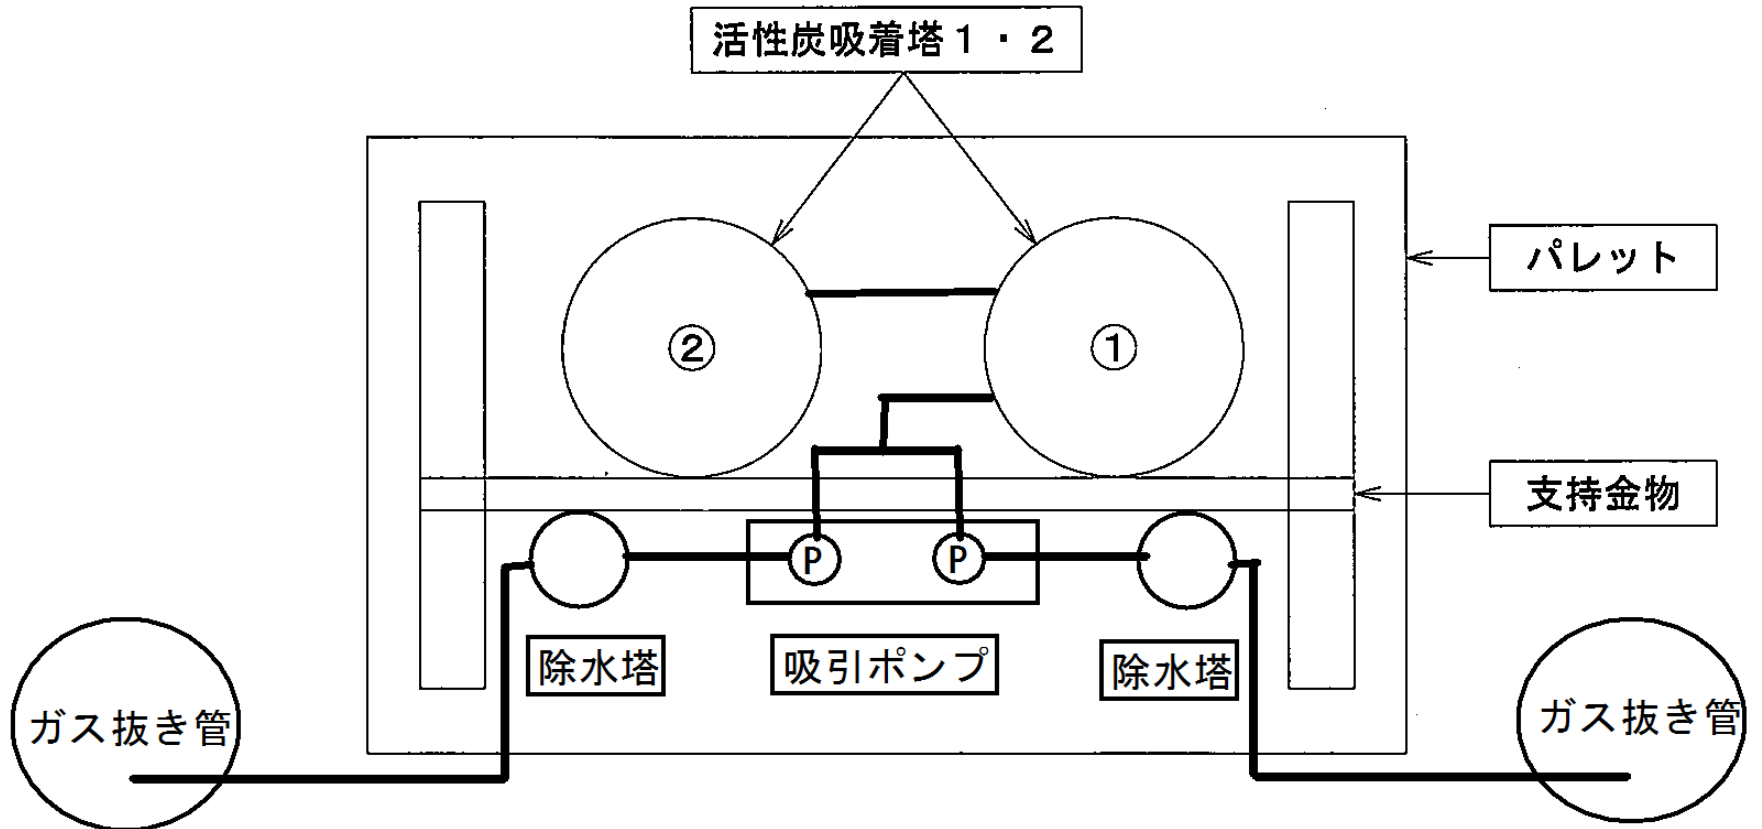 活性炭吸着塔１・２
パレット
②
①
支持金物
P
P
除水塔
吸引ポンプ
除水塔
ガス抜き管
ガス抜き管